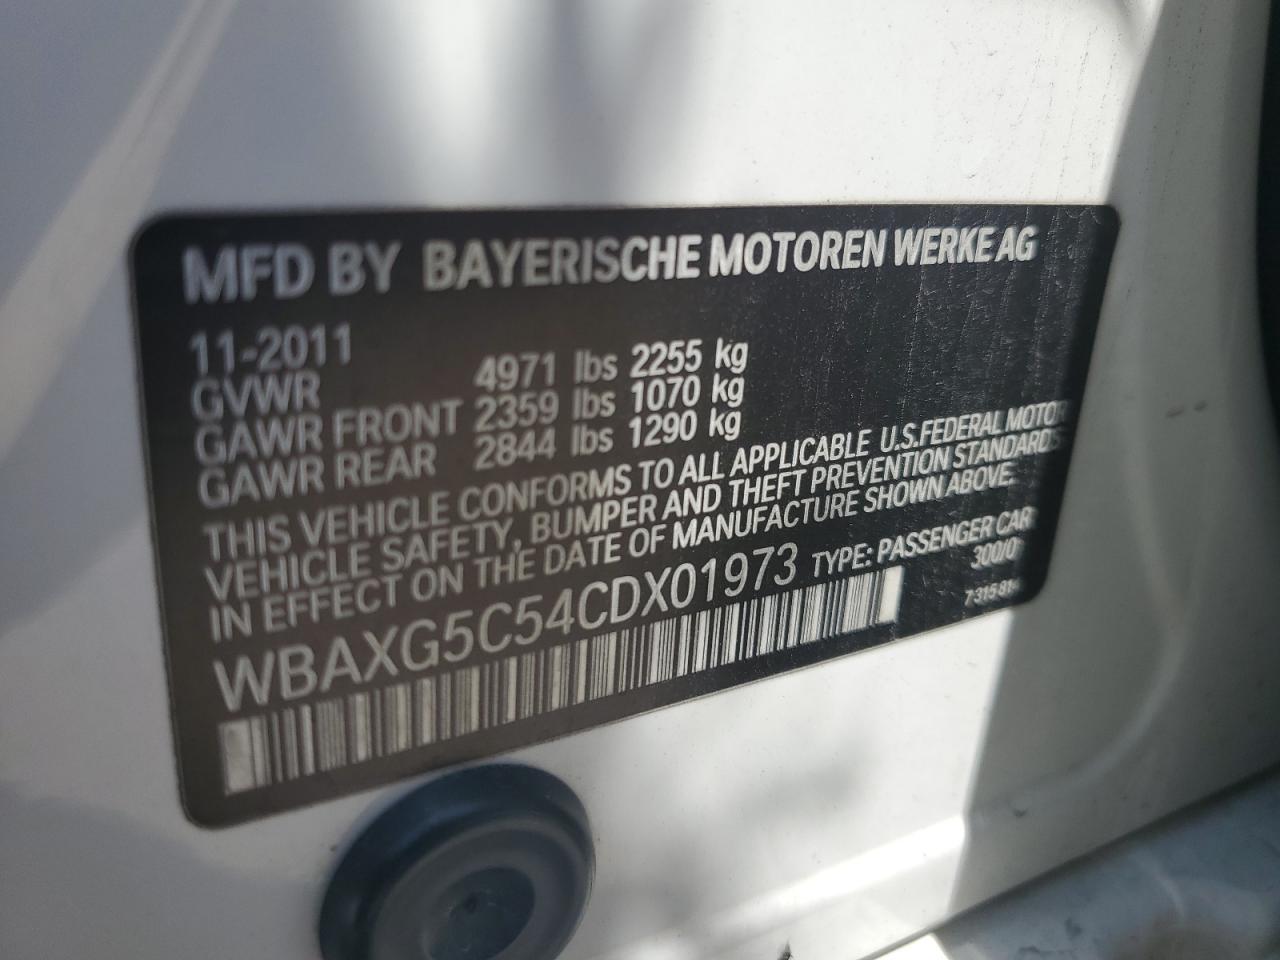 MFD BY BAYERISCHE MOTOREN WERKE AG
11-2011
GVWR 4971 lbs 2255 kg
GAWR FRONT 2359 lbs 1070 kg
GAWR REAR 2844 lbs 1290 kg
THIS VEHICLE CONFORMS TO ALL APPLICABLE U.S.FEDERAL MOTOR
VEHICLE SAFETY, BUMPER AND THEFT PREVENTION STANDARDS
IN EFFECT ON THE DATE OF MANUFACTURE SHOWN ABOVE.
WBAXG5C54CDX01973 TYPE: PASSENGER CAR
300/0